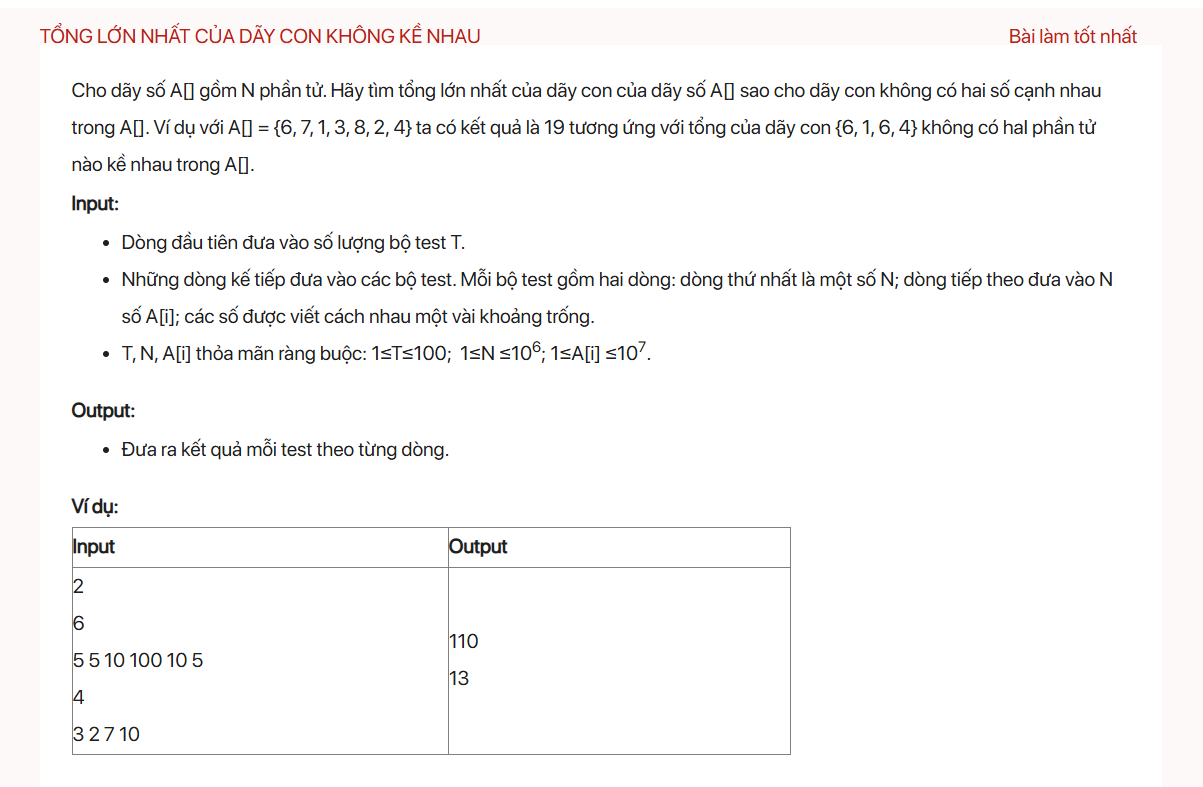 TỔNG LỚN NHẤT CỦA DÃY CON KHÔNG KỀ NHAU
Bài làm tốt nhất
Cho dãy số A[] gồm N phần tử. Hãy tìm tổng lớn nhất của dãy con của dãy số A[] sao cho dãy con không có hai số cạnh nhau
trong A[]. Ví dụ với A[] = {6, 7, 1, 3, 8, 2, 4} ta có kết quả là 19 tương ứng với tổng của dãy con {6, 1, 6, 4} không có hal phần tử
nào kề nhau trong A[].
Input:
• Dòng đầu tiên đưa vào số lượng bộ test T.
• Những dòng kế tiếp đưa vào các bộ test. Mỗi bộ test gồm hai dòng: dòng thứ nhất là một số N; dòng tiếp theo đưa vào N
số A[i]; các số được viết cách nhau một vài khoảng trống.
• T, N, A[i] thỏa mãn ràng buộc: 1≤T≤100; 1≤N ≤10⁶; 1≤A[i] ≤10⁷.
Output:
• Đưa ra kết quả mỗi test theo từng dòng.
Ví dụ:
Input
Output
2
6
5 5 10 100 10 5
4
3 2 7 10
110
13